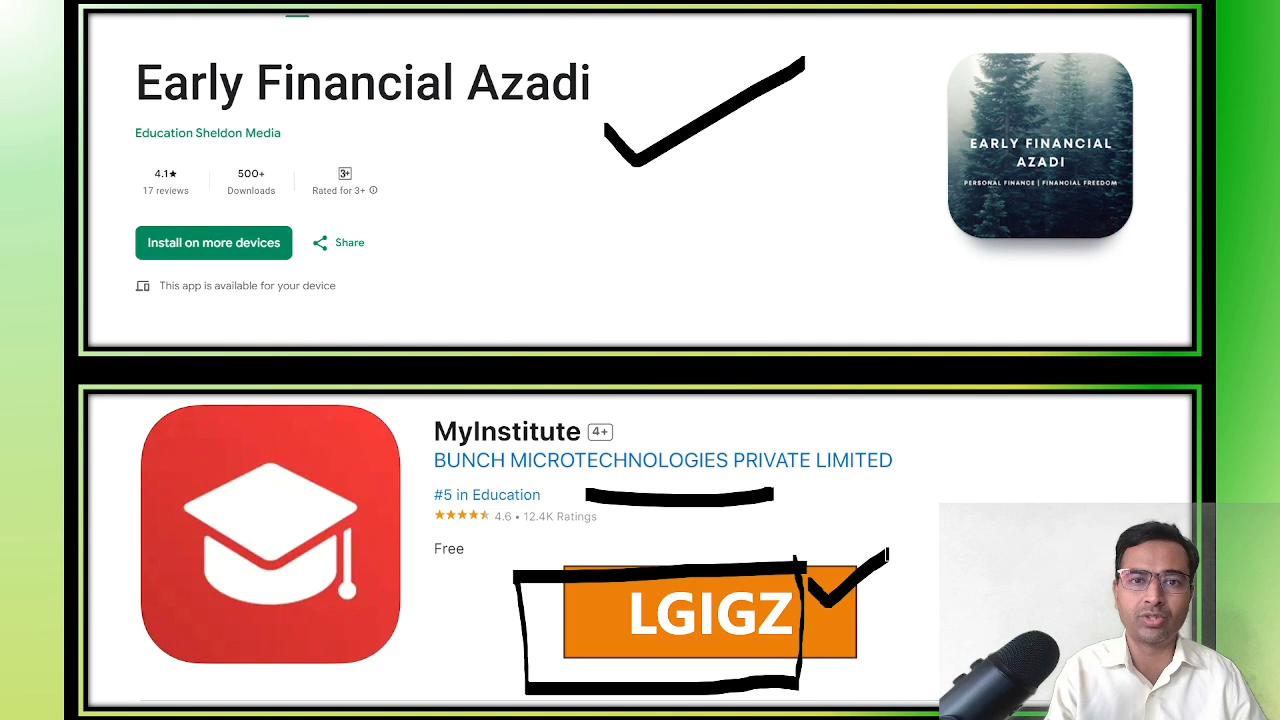 Early Financial Azadi
Education Sheldon Media
4.1★ 500+ 3+
17 reviews Downloads Rated for 3+
Install on more devices Share
This app is available for your device
EARLY FINANCIAL
AZADI
PERSONAL FINANCE | FINANCIAL FREEDOM
MyInstitute 4+
BUNCH MICROTECHNOLOGIES PRIVATE LIMITED
#5 in Education
4.6 • 12.4K Ratings
Free
LGIGZ